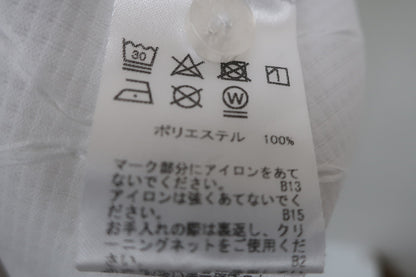 30
W
ポリエステル 100%
マーク部分にアイロンをあて
ないでください。 B13
アイロンは強くあてないでく
ださい。 B15
お手入れの際は裏返し、クリ
ーニングネットをご使用くだ
さい。 B2